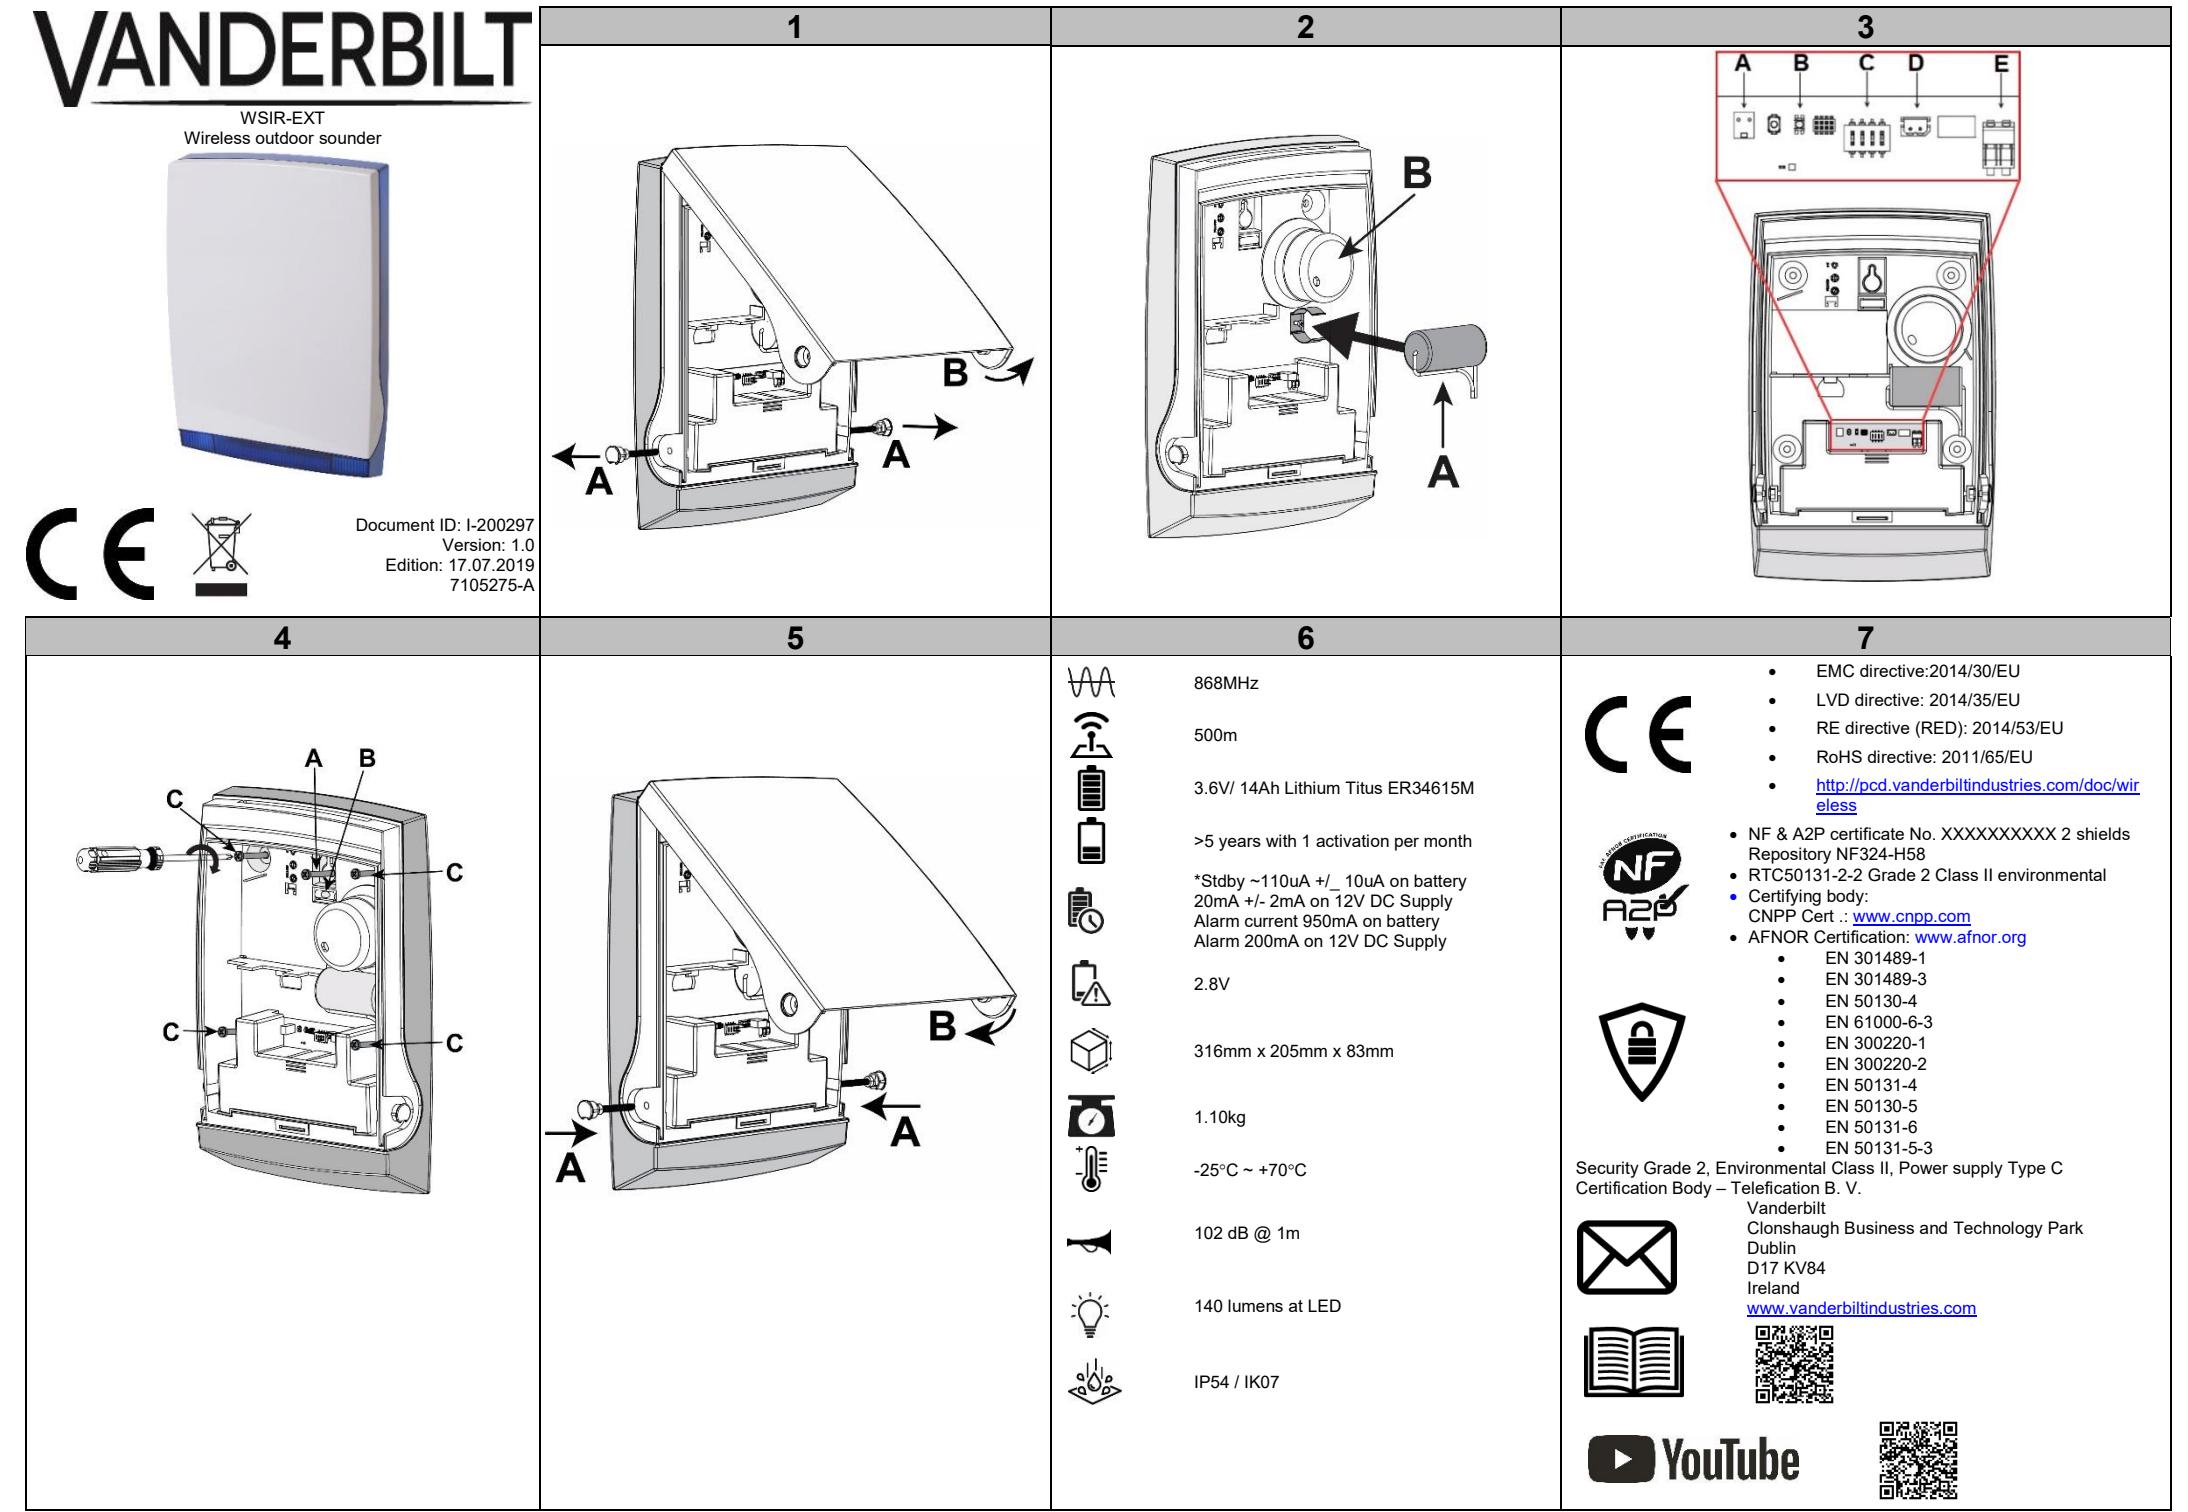 VANDERBILT
WSIR-EXT
Wireless outdoor sounder
Document ID: I-200297
Version: 1.0
Edition: 17.07.2019
7105275-A
1
B
A
A
2
B
A
3
A B C D E
4
A B
C
C
C
C
5
B
A
A
6
868MHz
500m
3.6V/ 14Ah Lithium Titus ER34615M
>5 years with 1 activation per month
*Stdby ~110uA +/_ 10uA on battery
20mA +/- 2mA on 12V DC Supply
Alarm current 950mA on battery
Alarm 200mA on 12V DC Supply
2.8V
316mm x 205mm x 83mm
1.10kg
-25°C ~ +70°C
102 dB @ 1m
140 lumens at LED
IP54 / IK07
7
• EMC directive:2014/30/EU
• LVD directive: 2014/35/EU
• RE directive (RED): 2014/53/EU
• RoHS directive: 2011/65/EU
• http://pcd.vanderbiltindustries.com/doc/wir
eless
NF
A2P
• NF & A2P certificate No. XXXXXXXXXX 2 shields
Repository NF324-H58
• RTC50131-2-2 Grade 2 Class II environmental
• Certifying body:
CNPP Cert .: www.cnpp.com
• AFNOR Certification: www.afnor.org
• EN 301489-1
• EN 301489-3
• EN 50130-4
• EN 61000-6-3
• EN 300220-1
• EN 300220-2
• EN 50131-4
• EN 50130-5
• EN 50131-6
• EN 50131-5-3
Security Grade 2, Environmental Class II, Power supply Type C
Certification Body – Telefication B. V.
Vanderbilt
Clonshaugh Business and Technology Park
Dublin
D17 KV84
Ireland
www.vanderbiltindustries.com
YouTube